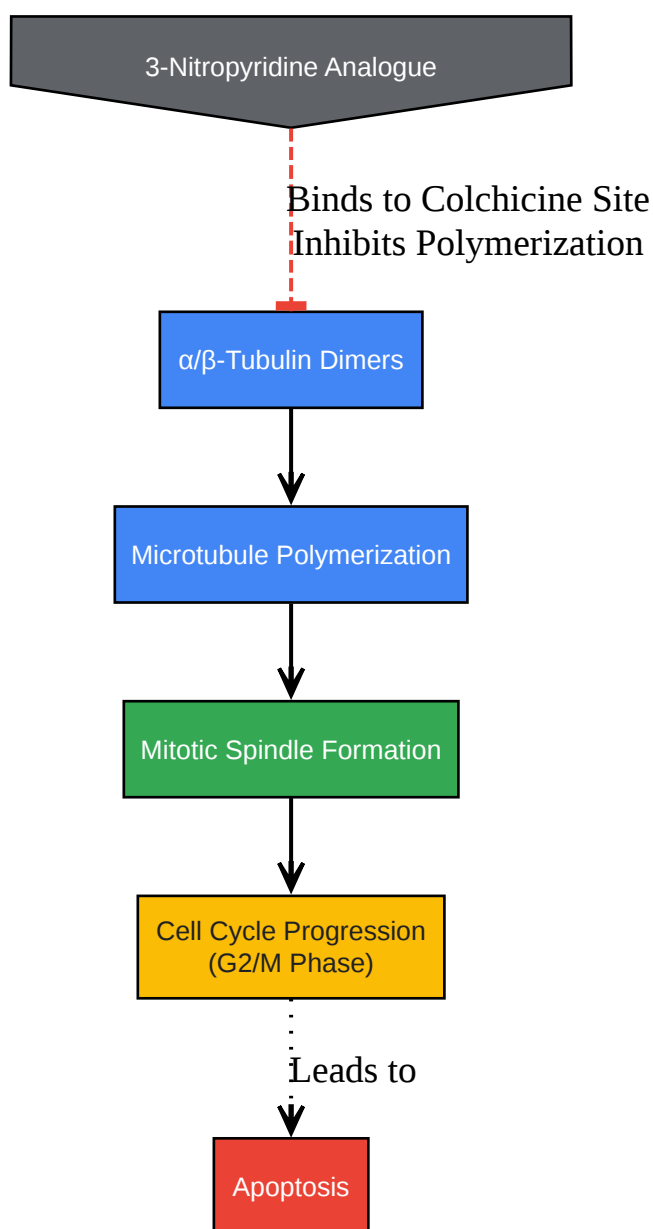 3-Nitropyridine Analogue
Binds to Colchicine Site
Inhibits Polymerization
α/β-Tubulin Dimers
Microtubule Polymerization
Mitotic Spindle Formation
Cell Cycle Progression
(G2/M Phase)
Leads to
Apoptosis